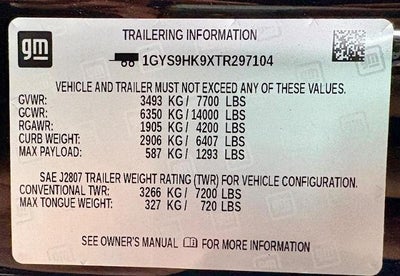 gm
TRAILERING INFORMATION
1GYS9HK9XTR297104
VEHICLE AND TRAILER MUST NOT EXCEED ANY OF THESE VALUES.
GVWR: 3493 KG / 7700 LBS
GCWR: 6350 KG / 14000 LBS
RGAWR: 1905 KG / 4200 LBS
CURB WEIGHT: 2906 KG / 6407 LBS
MAX PAYLOAD: 587 KG / 1293 LBS
SAE J2807 TRAILER WEIGHT RATING (TWR) FOR VEHICLE CONFIGURATION.
CONVENTIONAL TWR: 3266 KG / 7200 LBS
MAX TONGUE WEIGHT: 327 KG / 720 LBS
SEE OWNER'S MANUAL FOR MORE INFORMATION